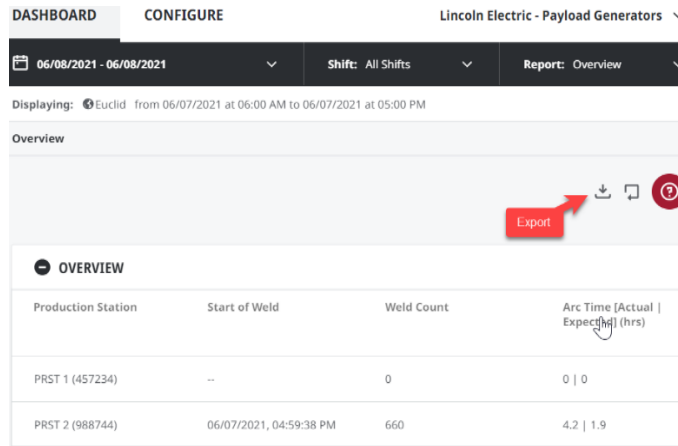 DASHBOARD CONFIGURE Lincoln Electric - Payload Generators
06/08/2021 - 06/08/2021 Shift: All Shifts Report: Overview
Displaying: Euclid from 06/07/2021 at 06:00 AM to 06/07/2021 at 05:00 PM
Overview
Export
OVERVIEW
Production Station Start of Weld Weld Count Arc Time [Actual |
Expected] (hrs)
PRST 1 (457234) -- 0 0 | 0
PRST 2 (988744) 06/07/2021, 04:59:38 PM 660 4.2 | 1.9